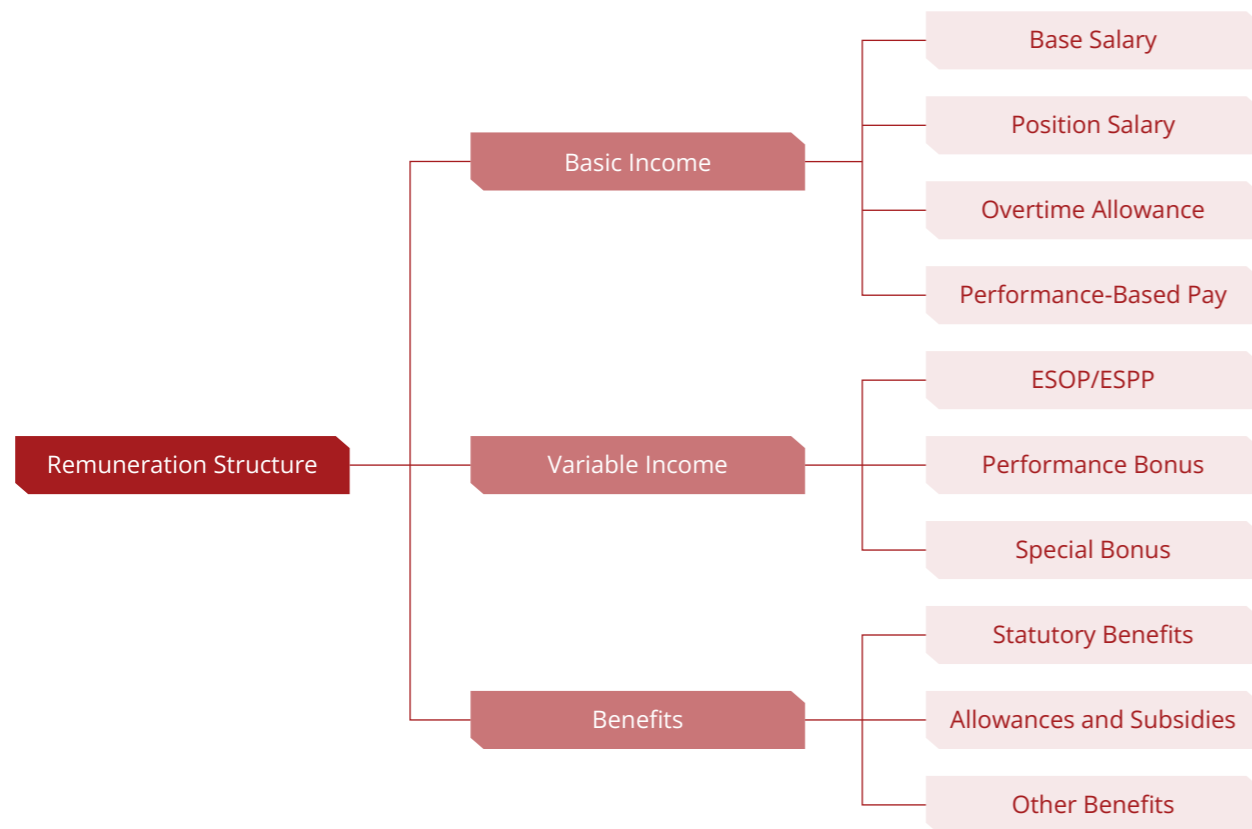 Remuneration Structure
Basic Income
Base Salary
Position Salary
Overtime Allowance
Performance-Based Pay
Variable Income
ESOP/ESPP
Performance Bonus
Special Bonus
Benefits
Statutory Benefits
Allowances and Subsidies
Other Benefits